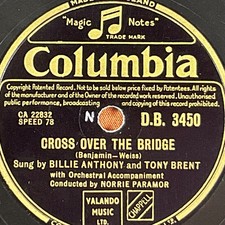 "Magic Notes"
TRADE MARK
Columbia
Copyright Patented Record. Not to be sold below price fixed by Patentees. All rights
of the manufacturer and of the Owner of the recorded work reserved. Unauthorised
public performance, broadcasting and copying of this record prohibited.
CA 22832
SPEED 78
N
D.B. 3450
CROSS OVER THE BRIDGE
(Benjamin-Weiss)
Sung by BILLIE ANTHONY and TONY BRENT
with Orchestral Accompaniment
Conducted by NORRIE PARAMOR
VALANDO
MUSIC
LTD.
CHAPPELL